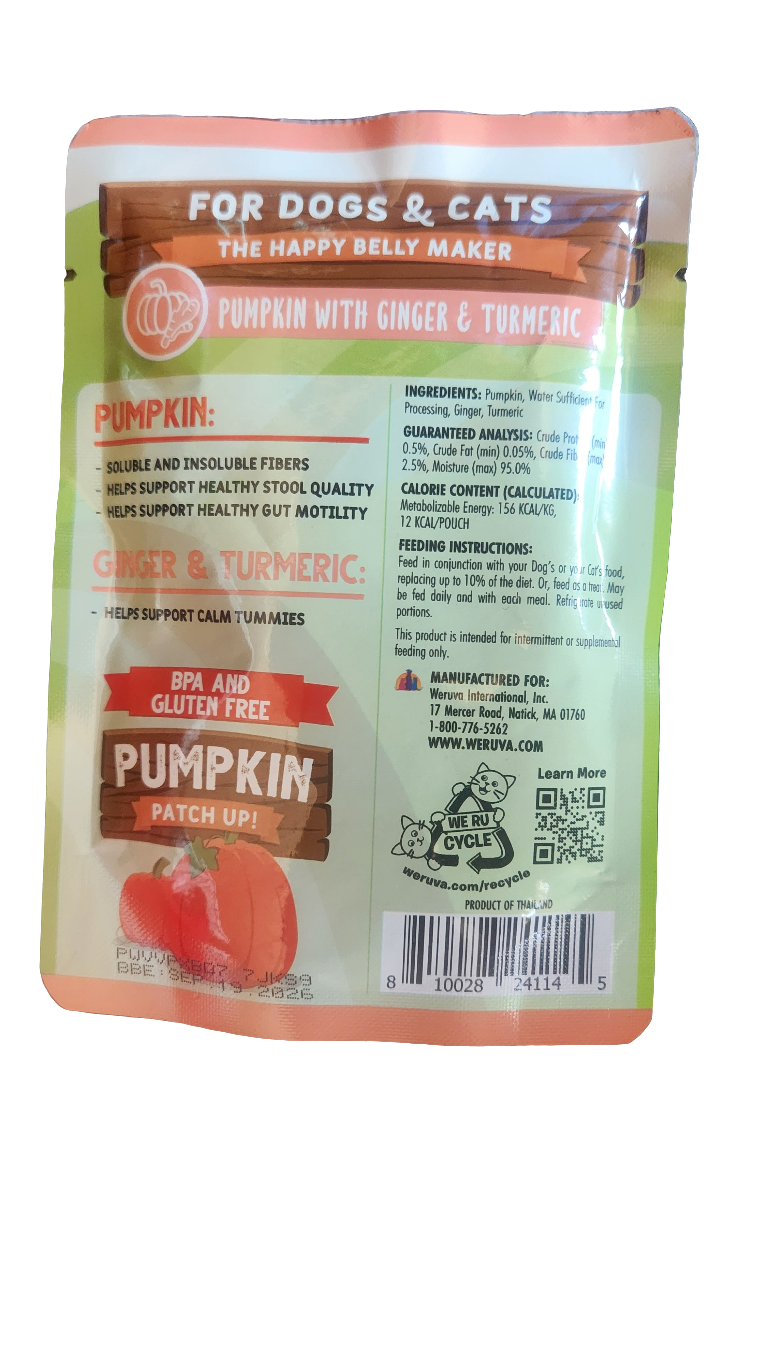 FOR DOGS & CATS
THE HAPPY BELLY MAKER
PUMPKIN WITH GINGER & TURMERIC
PUMPKIN:
- SOLUBLE AND INSOLUBLE FIBERS
- HELPS SUPPORT HEALTHY STOOL QUALITY
- HELPS SUPPORT HEALTHY GUT MOTILITY
GINGER & TURMERIC:
- HELPS SUPPORT CALM TUMMIES
BPA AND
GLUTEN FREE
PUMPKIN
PATCH UP!
BBE: SEP 19.2026
INGREDIENTS: Pumpkin, Water Sufficient For
Processing, Ginger, Turmeric
GUARANTEED ANALYSIS: Crude (min
0.5%, Crude Fat (min) 0.05%, Crude (max)
2.5%, Moisture (max) 95.0%
CALORIE CONTENT (CALCULATED):
Metabolizable Energy: 156 KCAL/KG,
12 KCAL/POUCH
FEEDING INSTRUCTIONS:
Feed in conjunction with your Dog's or your Cat's food,
replacing up to 10% of the diet. Or, feed as a treat. May
be fed daily and with each meal. Refrigerate unused
portions.
This product is intended for intermittent or supplemental
feeding only.
MANUFACTURED FOR:
Weruva International, Inc.
17 Mercer Road, Natick, MA 01760
1-800-776-5262
WWW.WERUVA.COM
Learn More
WE RU
CYCLE
weruva.com/recycle
PRODUCT OF THAILAND
8 10028 24114 5